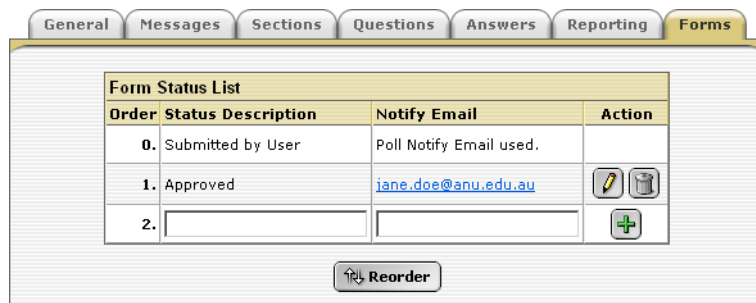 General Messages Sections Questions Answers Reporting Forms
Form Status List
Order Status Description Notify Email Action
0. Submitted by User Poll Notify Email used.
1. Approved jane.doe@anu.edu.au
2.
Reorder